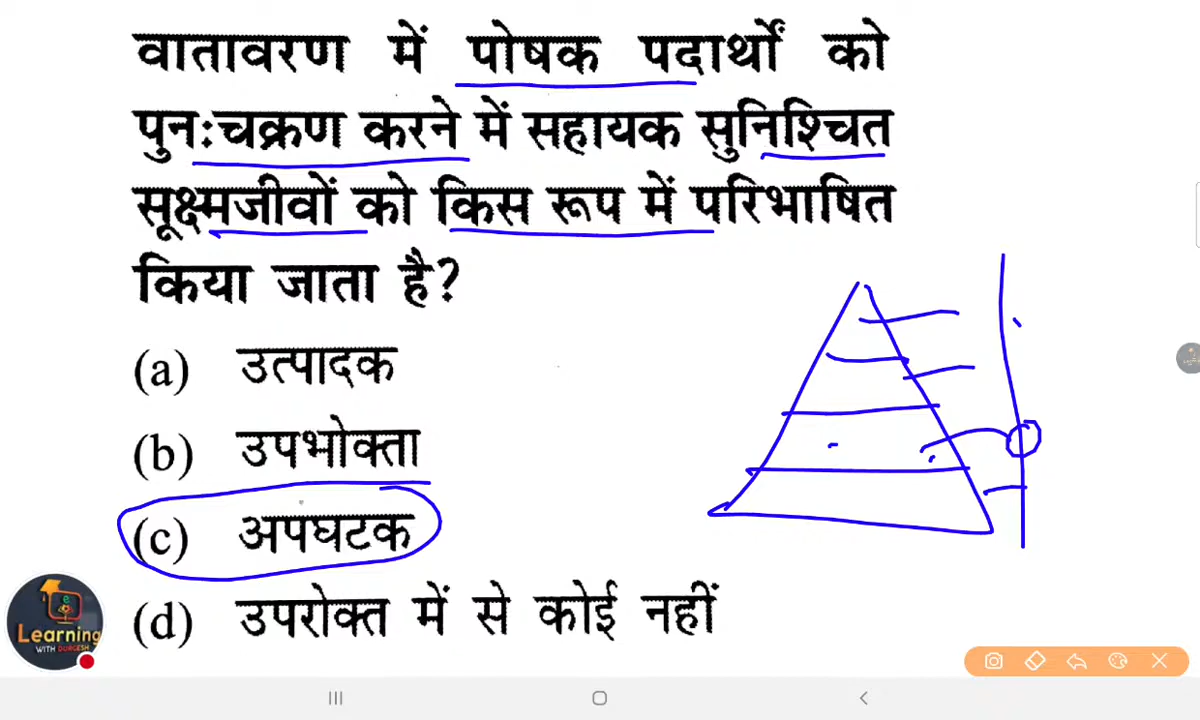 वातावरण में पोषक पदार्थों को
पुनःचक्रण करने में सहायक सुनिश्चित
सूक्ष्मजीवों को किस रूप में परिभाषित
किया जाता है?
(a) उत्पादक
(b) उपभोक्ता
(c) अपघटक
(d) उपरोक्त में से कोई नहीं
e
Learning
WITH DURGESH